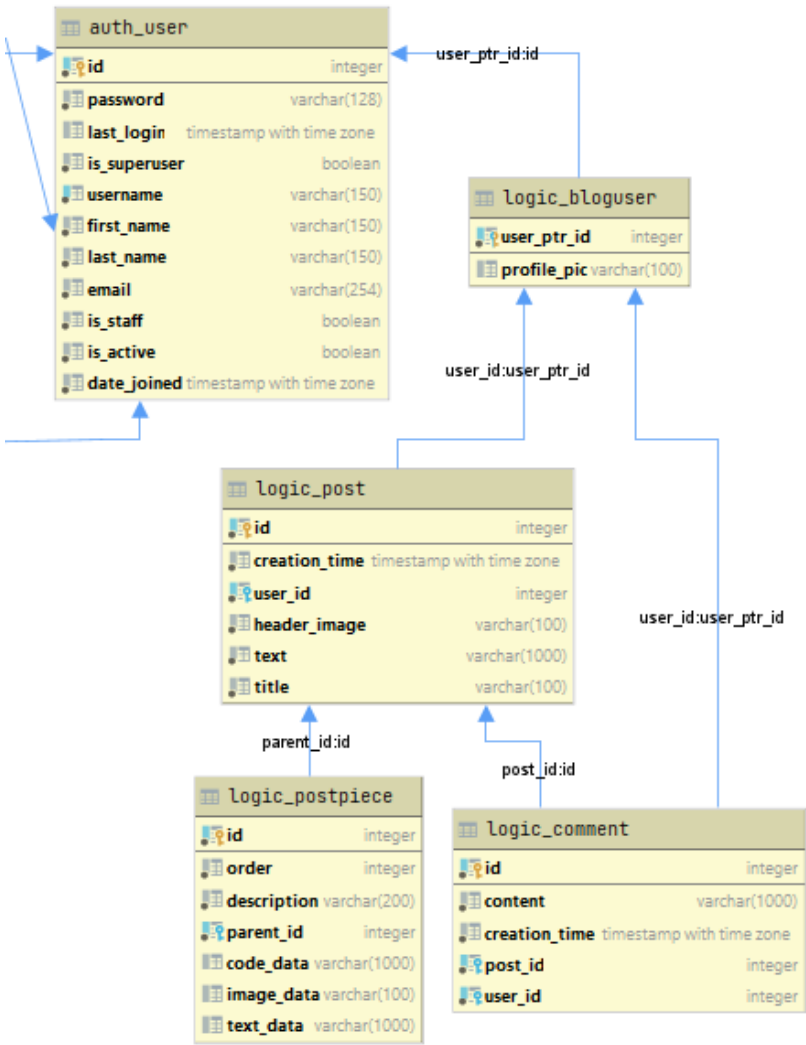 auth_user
id integer
password varchar(128)
last_login timestamp with time zone
is_superuser boolean
username varchar(150)
first_name varchar(150)
last_name varchar(150)
email varchar(254)
is_staff boolean
is_active boolean
date_joined timestamp with time zone
user_ptr_id:id
logic_bloguser
user_ptr_id integer
profile_pic varchar(100)
user_id:user_ptr_id
logic_post
id integer
creation_time timestamp with time zone
user_id integer
header_image varchar(100)
text varchar(1000)
title varchar(100)
user_id:user_ptr_id
parent_id:id
post_id:id
logic_postpiece
id integer
order integer
description varchar(200)
parent_id integer
code_data varchar(1000)
image_data varchar(100)
text_data varchar(1000)
logic_comment
id integer
content varchar(1000)
creation_time timestamp with time zone
post_id integer
user_id integer